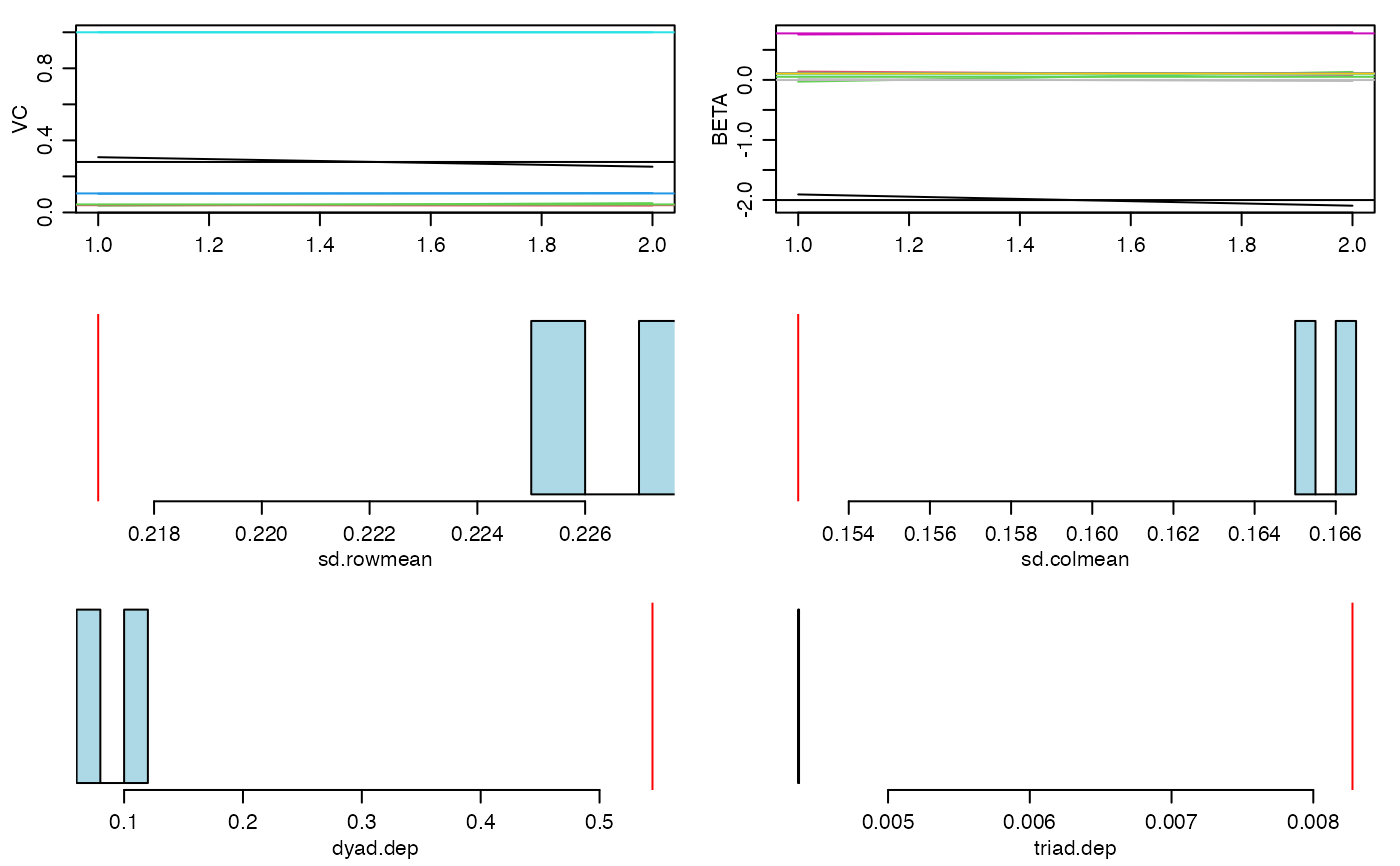 VC
0.0 0.4 0.8
1.0 1.2 1.4 1.6 1.8 2.0
BETA
-2.0 -1.0 0.0
1.0 1.2 1.4 1.6 1.8 2.0
0.218 0.220 0.222 0.224 0.226
sd.rowmean
0.154 0.156 0.158 0.160 0.162 0.164 0.166
sd.colmean
0.1 0.2 0.3 0.4 0.5
dyad.dep
0.005 0.006 0.007 0.008
triad.dep